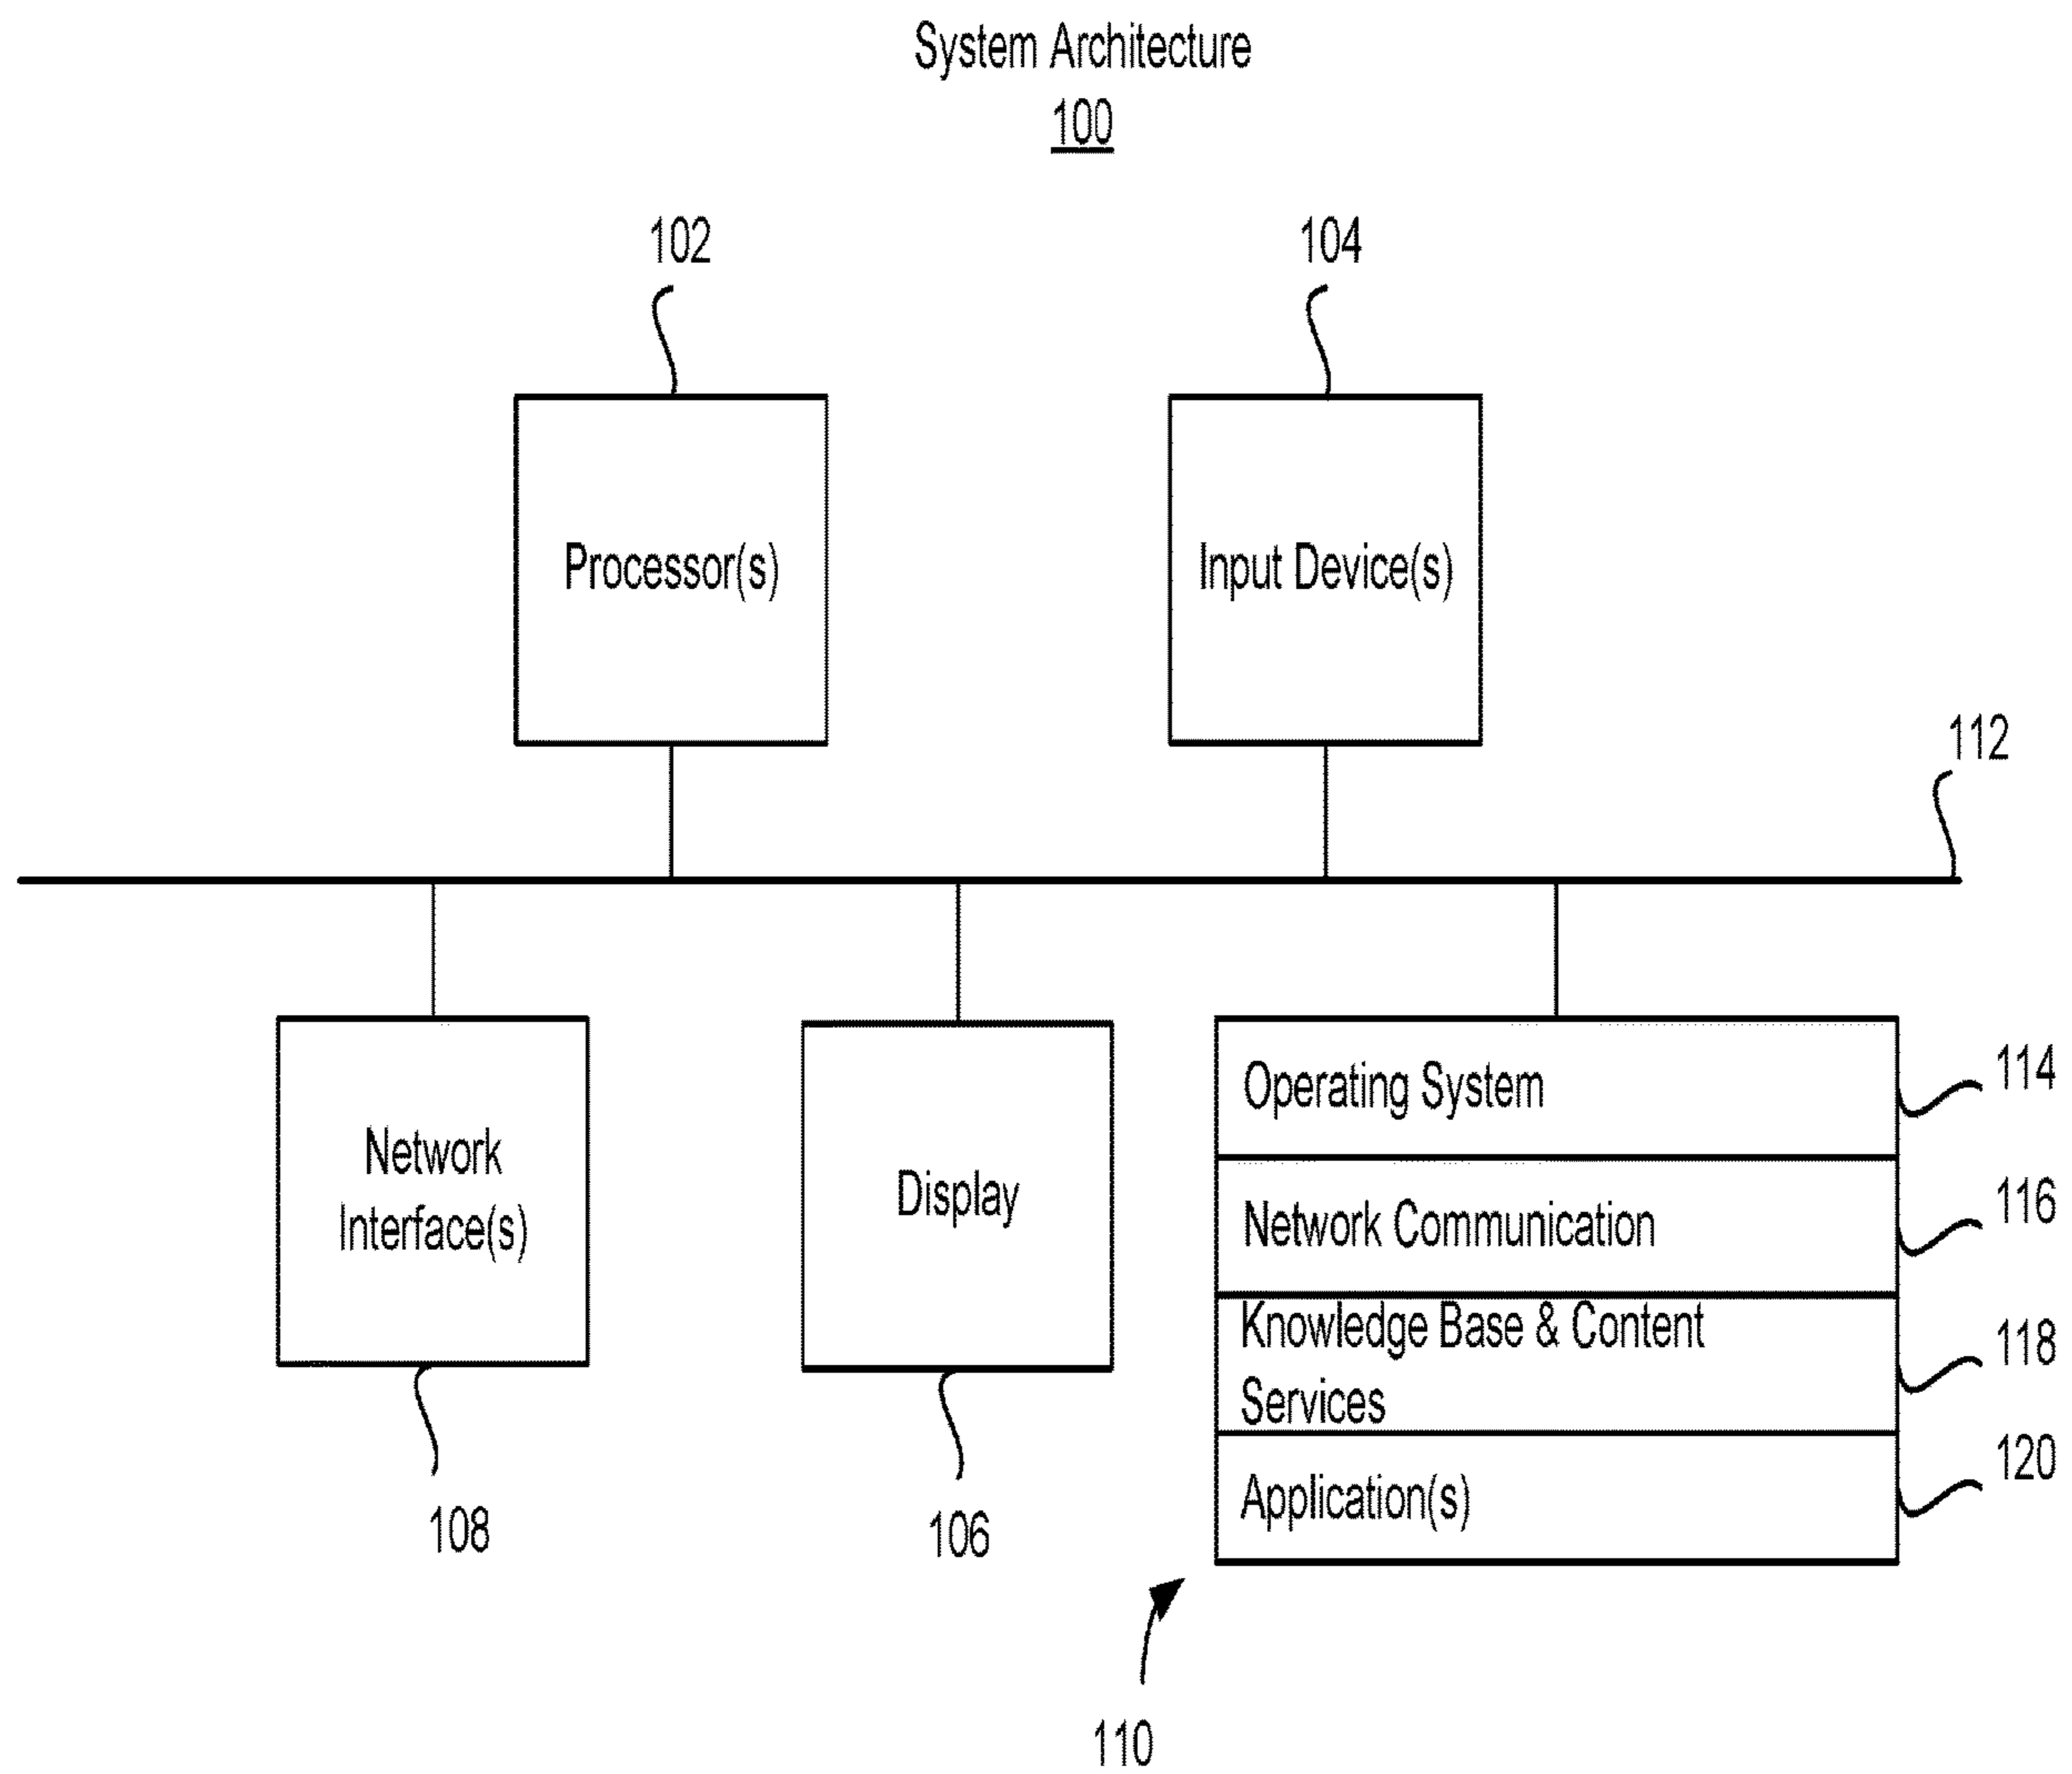 System Architecture
100
102
104
Processor(s)
Input Device(s)
112
Operating System
114
Network
Interface(s)
Display
Network Communication
116
Knowledge Base & Content
Services
118
Application(s)
120
108
106
110